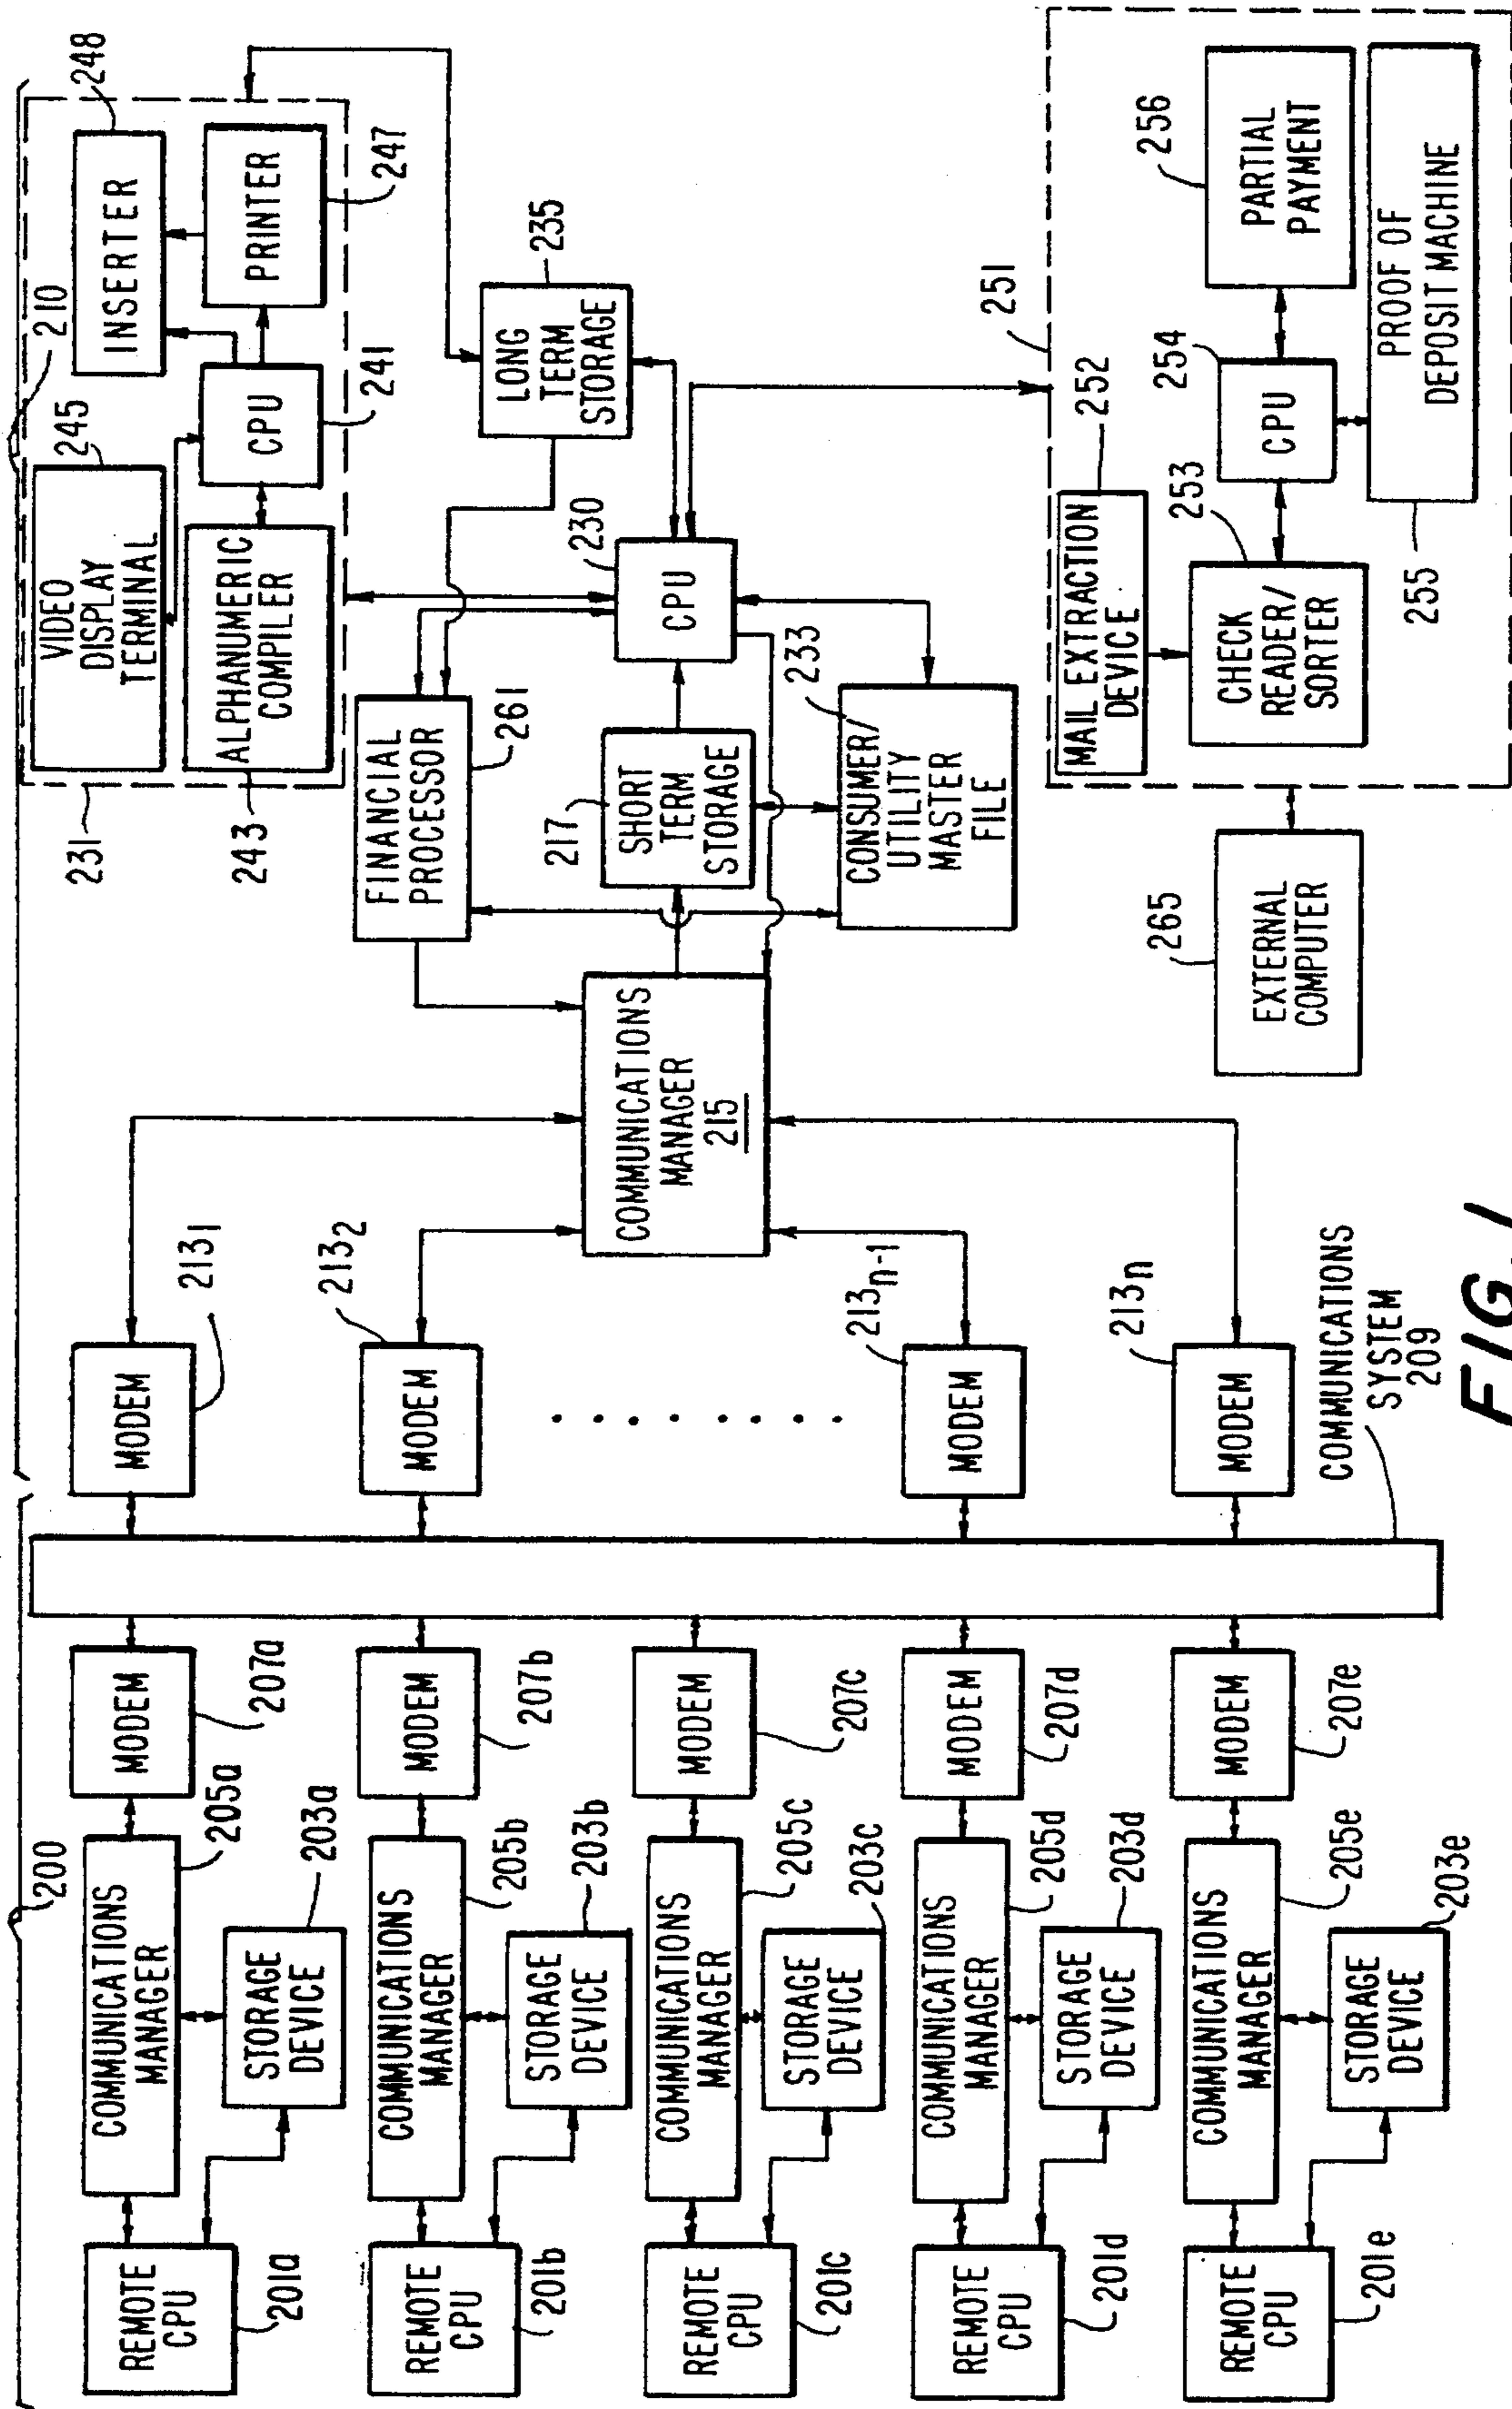 200
REMOTE
CPU
201a
COMMUNICATIONS
MANAGER
205a
STORAGE
DEVICE
203a
MODEM
207a
REMOTE
CPU
201b
COMMUNICATIONS
MANAGER
205b
STORAGE
DEVICE
203b
MODEM
207b
REMOTE
CPU
201c
COMMUNICATIONS
MANAGER
205c
STORAGE
DEVICE
203c
MODEM
207c
REMOTE
CPU
201d
COMMUNICATIONS
MANAGER
205d
STORAGE
DEVICE
203d
MODEM
207d
REMOTE
CPU
201e
COMMUNICATIONS
MANAGER
205e
STORAGE
DEVICE
203e
MODEM
207e
COMMUNICATIONS
SYSTEM
209
210
MODEM
213₁
MODEM
213₂
MODEM
213n-1
MODEM
213n
COMMUNICATIONS
MANAGER
215
231
VIDEO
DISPLAY
TERMINAL
245
ALPHANUMERIC
COMPILER
243
CPU
241
INSERTER
248
PRINTER
247
FINANCIAL
PROCESSOR
261
217
SHORT
TERM
STORAGE
230
CPU
LONG
TERM
STORAGE
235
233
CONSUMER/
UTILITY
MASTER
FILE
265
EXTERNAL
COMPUTER
251
MAIL EXTRACTION
DEVICE
252
253
CHECK
READER/
SORTER
254
CPU
256
PARTIAL
PAYMENT
255
PROOF OF
DEPOSIT MACHINE
FIG. 1